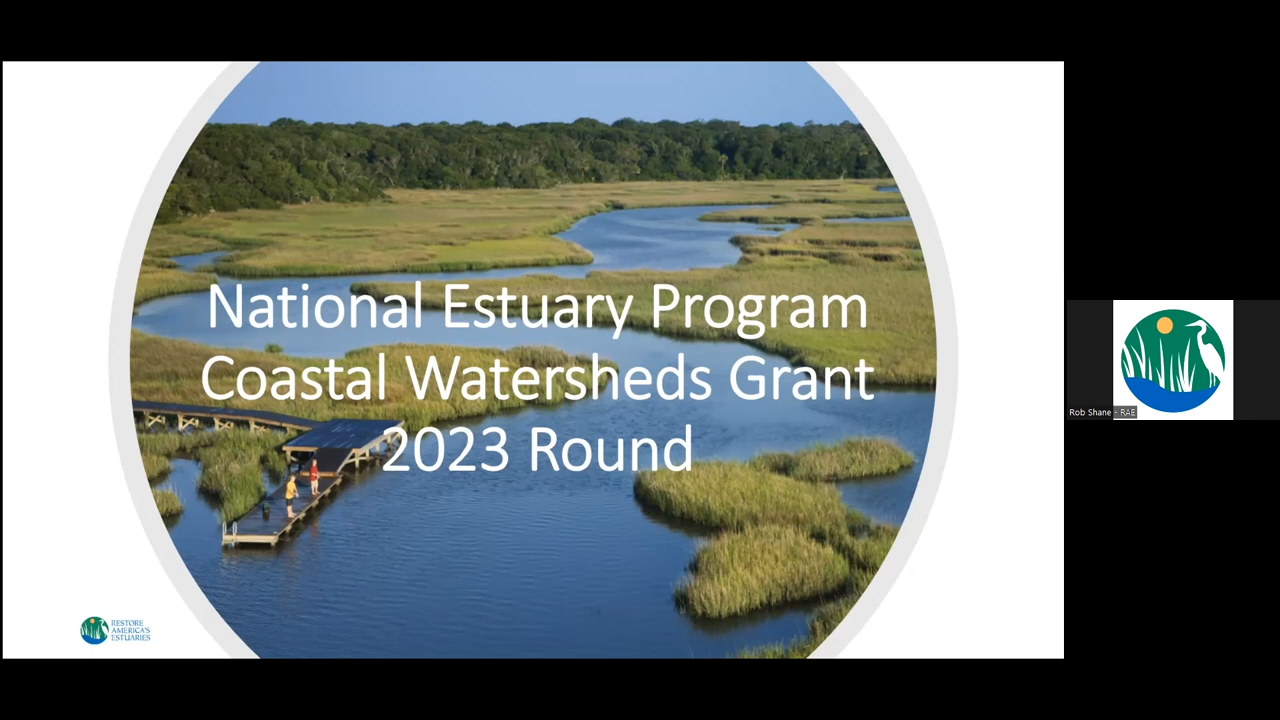 National Estuary Program
Coastal Watersheds Grant
2023 Round
RESTORE
AMERICA'S
ESTUARIES
Rob Shane - RAE